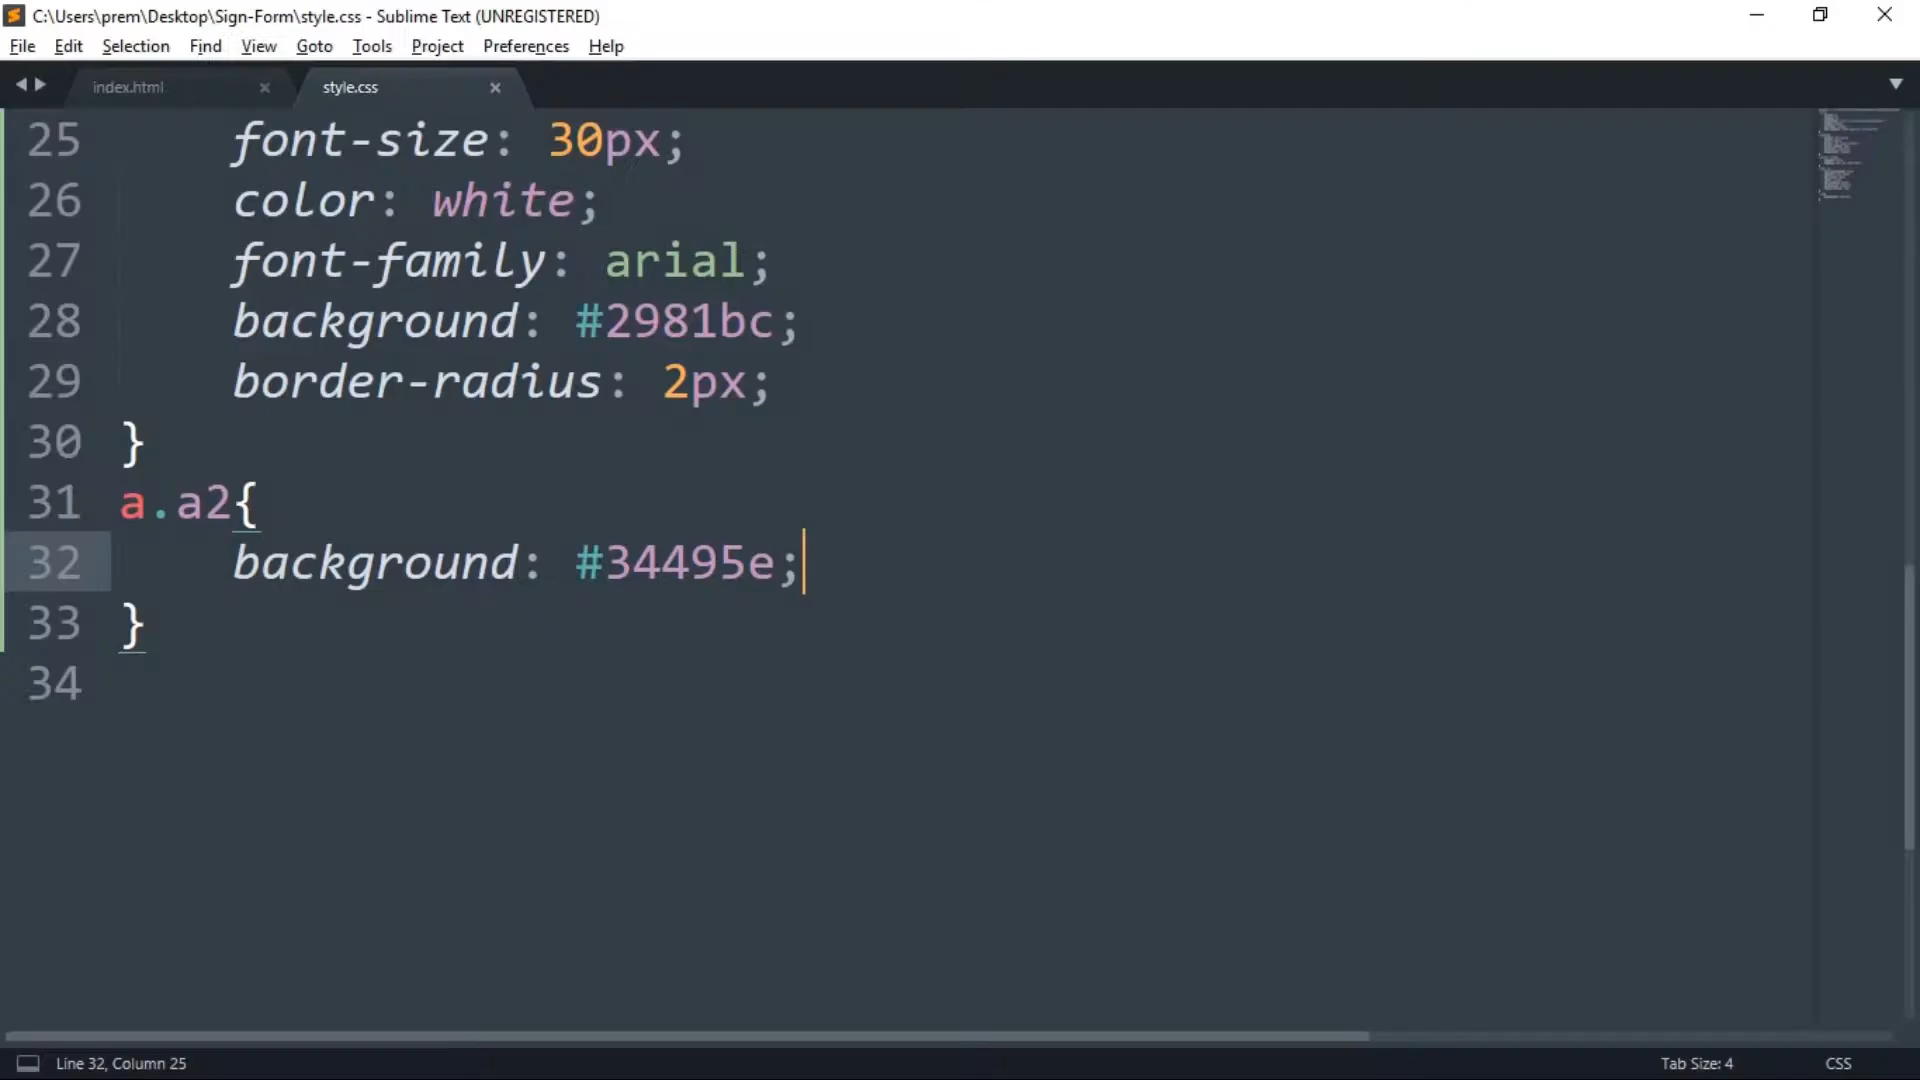 C:\Users\prem\Desktop\Sign-Form\style.css - Sublime Text (UNREGISTERED)
File Edit Selection Find View Goto Tools Project Preferences Help
index.html style.css
25 font-size: 30px;
26 color: white;
27 font-family: arial;
28 background: #2981bc;
29 border-radius: 2px;
30 }
31 a.a2{
32 background: #34495e;
33 }
34
Line 32, Column 25 Tab Size: 4 CSS